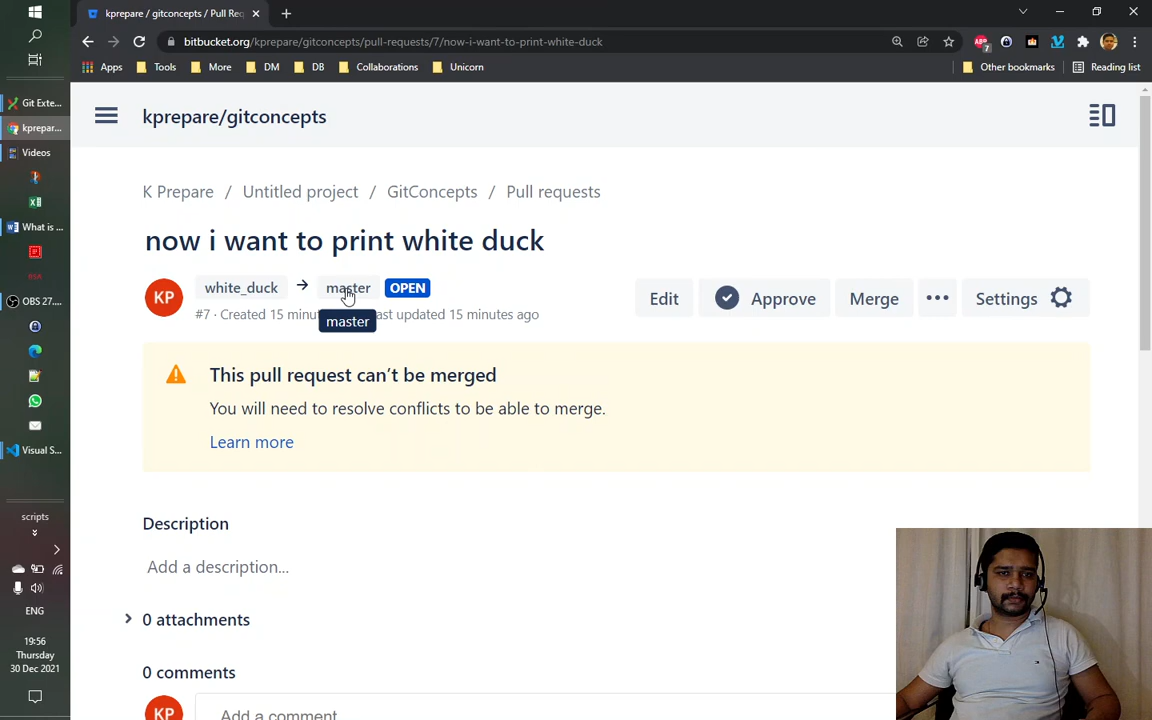 kprepare / gitconcepts / Pull Req
bitbucket.org/kprepare/gitconcepts/pull-requests/7/now-i-want-to-print-white-duck
Apps
Tools
More
DM
DB
Collaborations
Unicorn
Other bookmarks
Reading list
Git Exte...
kprepar...
Videos
What is ...
OBS 27....
Visual S...
scripts
ENG
19:56
Thursday
30 Dec 2021
kprepare/gitconcepts
K Prepare / Untitled project / GitConcepts / Pull requests
now i want to print white duck
KP
white_duck → master OPEN
#7 · Created 15 minu ast updated 15 minutes ago
master
Edit
Approve
Merge
Settings
This pull request can't be merged
You will need to resolve conflicts to be able to merge.
Learn more
Description
Add a description...
0 attachments
0 comments
KP
Add a comment